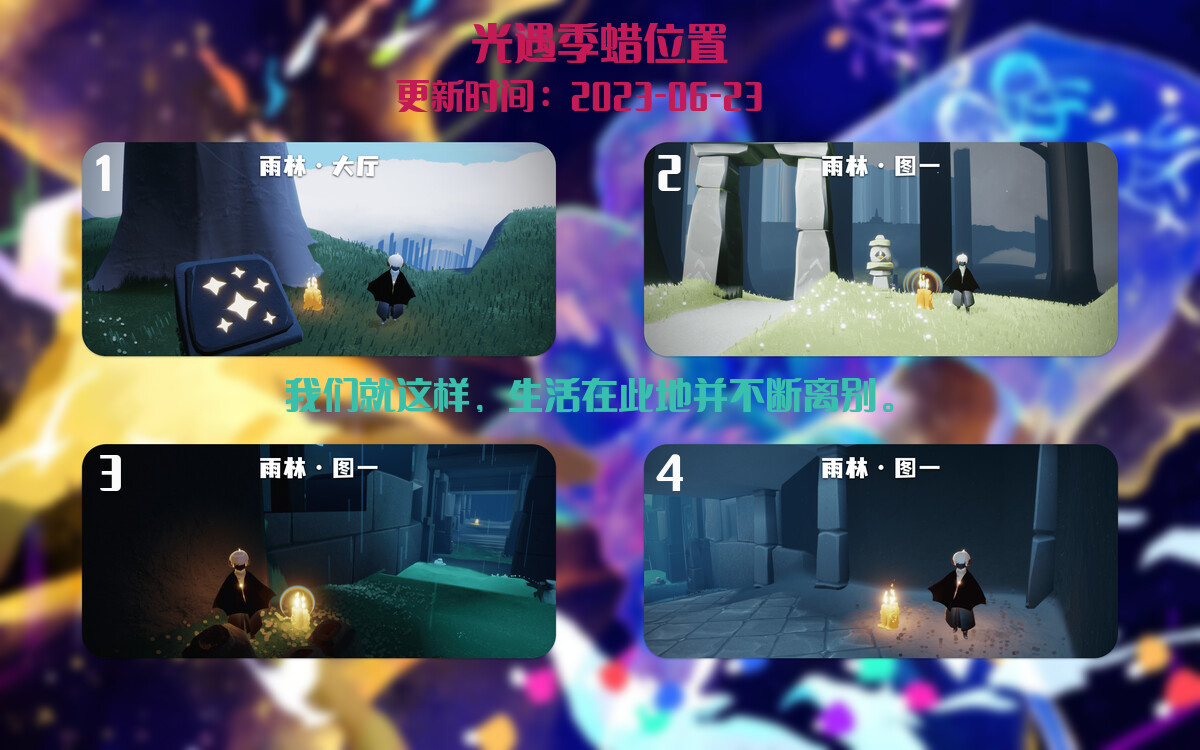 光遇季蜡位置
更新时间：2023-06-23
1
雨林·大厅
2
雨林·图一
我们就这样，生活在此地并不断离别。
3
雨林·图一
4
雨林·图一